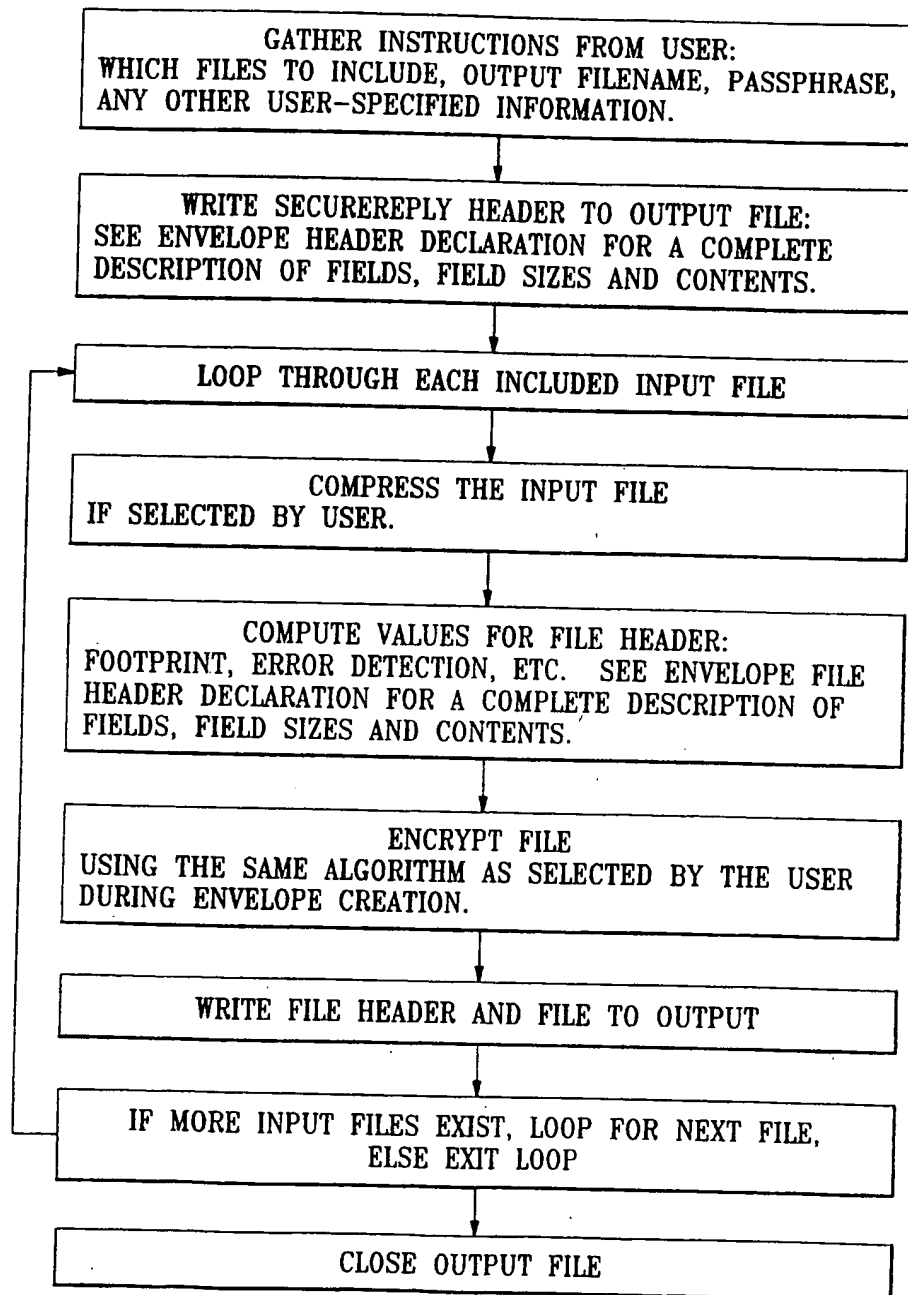 GATHER INSTRUCTIONS FROM USER:
WHICH FILES TO INCLUDE, OUTPUT FILENAME, PASSPHRASE,
ANY OTHER USER-SPECIFIED INFORMATION.
WRITE SECUREREPLY HEADER TO OUTPUT FILE:
SEE ENVELOPE HEADER DECLARATION FOR A COMPLETE
DESCRIPTION OF FIELDS, FIELD SIZES AND CONTENTS.
LOOP THROUGH EACH INCLUDED INPUT FILE
COMPRESS THE INPUT FILE
IF SELECTED BY USER.
COMPUTE VALUES FOR FILE HEADER:
FOOTPRINT, ERROR DETECTION, ETC. SEE ENVELOPE FILE
HEADER DECLARATION FOR A COMPLETE DESCRIPTION OF
FIELDS, FIELD SIZES AND CONTENTS.
ENCRYPT FILE
USING THE SAME ALGORITHM AS SELECTED BY THE USER
DURING ENVELOPE CREATION.
WRITE FILE HEADER AND FILE TO OUTPUT
IF MORE INPUT FILES EXIST, LOOP FOR NEXT FILE,
ELSE EXIT LOOP
CLOSE OUTPUT FILE